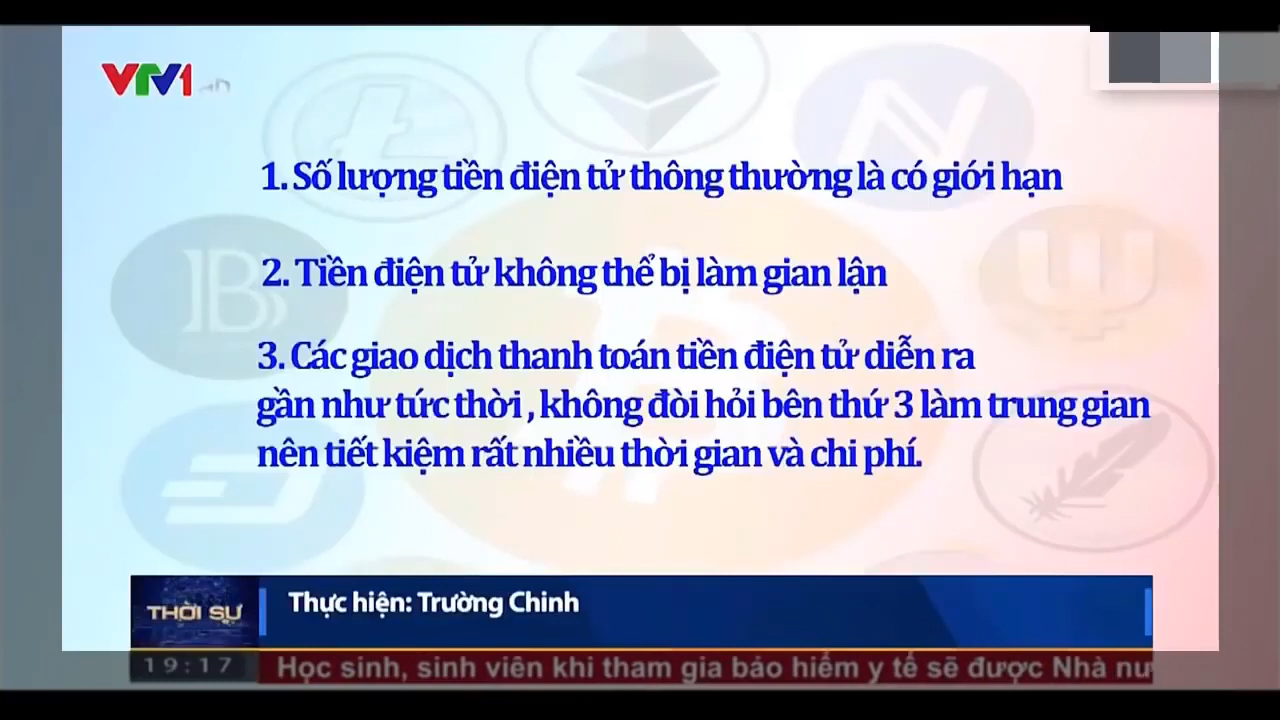 VTV1 HD
1. Số lượng tiền điện tử thông thường là có giới hạn
2. Tiền điện tử không thể bị làm gian lận
3. Các giao dịch thanh toán tiền điện tử diễn ra
gần như tức thời , không đòi hỏi bên thứ 3 làm trung gian
nên tiết kiệm rất nhiều thời gian và chi phí.
THỜI SỰ
Thực hiện: Trường Chinh
19:17
Học sinh, sinh viên khi tham gia bảo hiểm y tế sẽ được Nhà